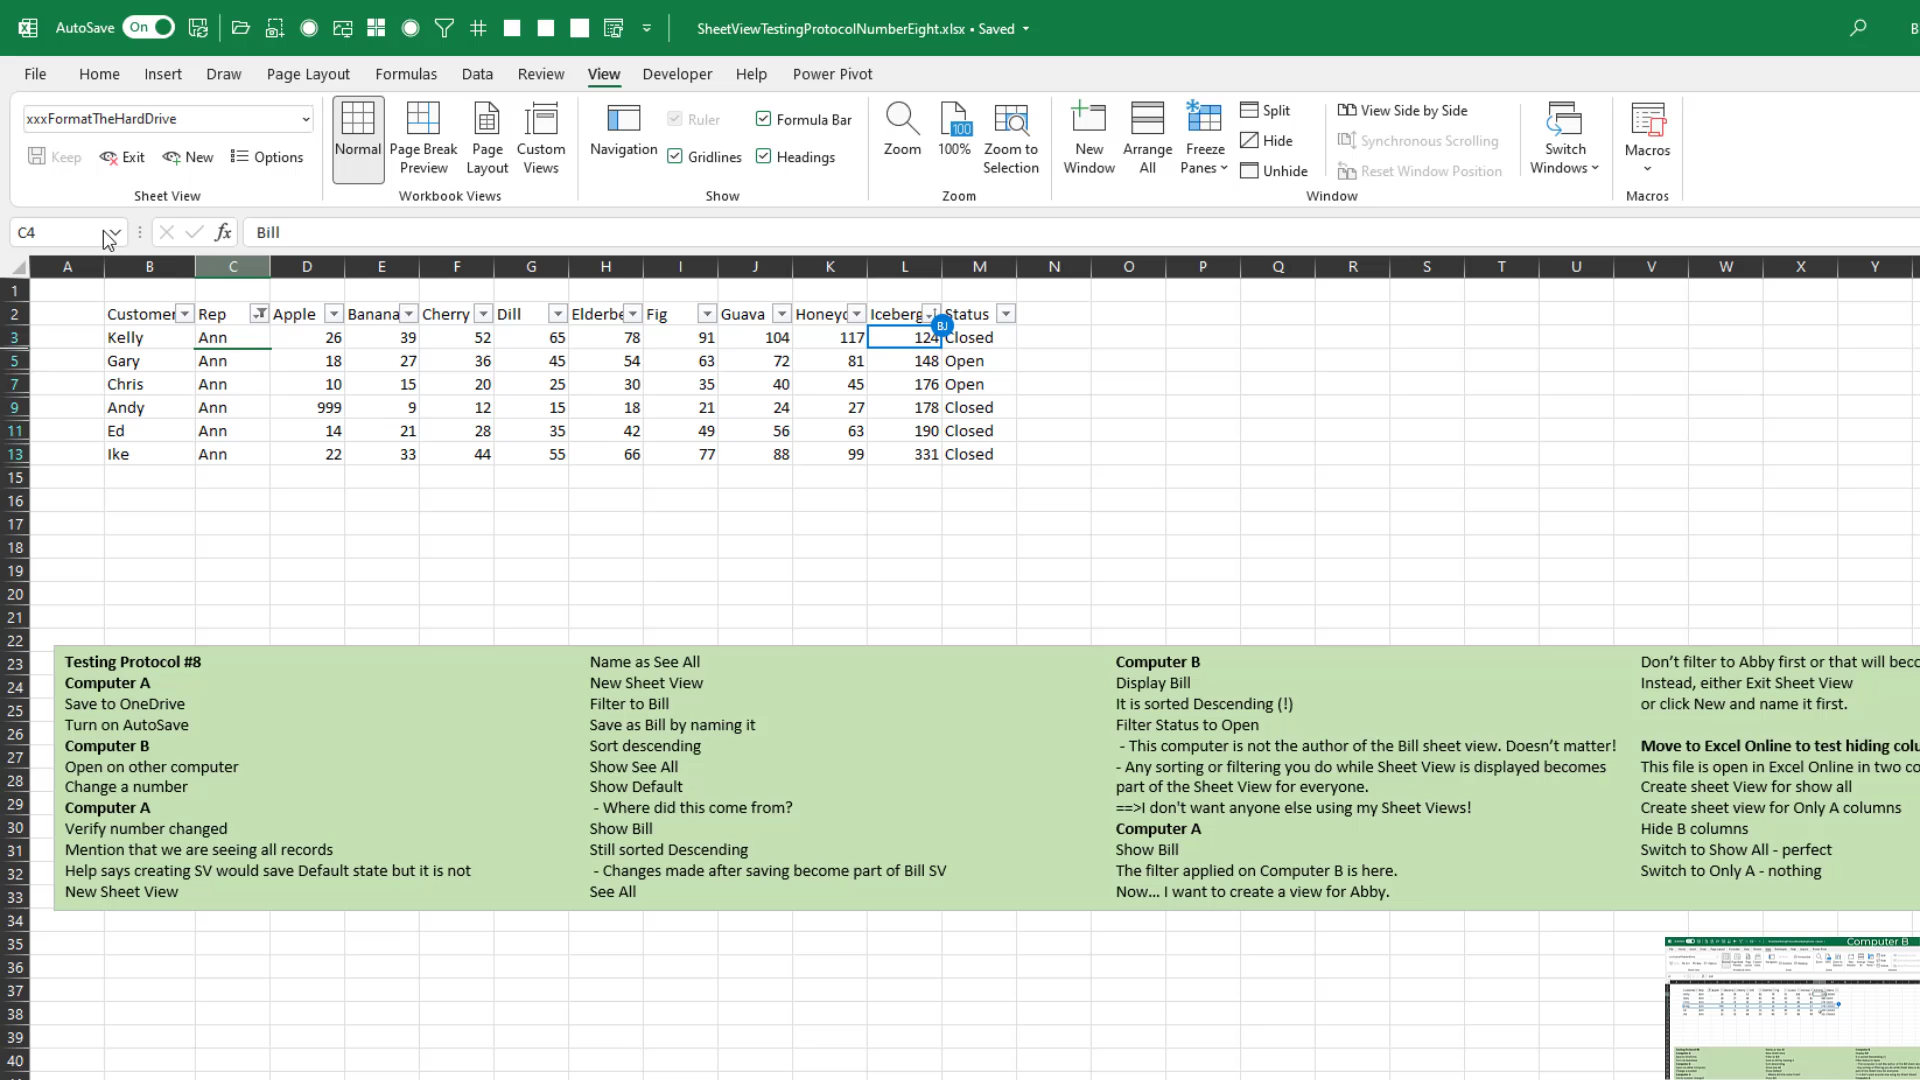 AutoSave On SheetViewTestingProtocolNumberEight.xlsx • Saved B
File Home Insert Draw Page Layout Formulas Data Review View Developer Help Power Pivot
xxxFormatTheHardDrive
Keep Exit New Options
Sheet View
Normal Page Break Preview Page Layout Custom Views
Workbook Views
Navigation Ruler Formula Bar
Gridlines Headings
Show
Zoom 100 100% Zoom to Selection
Zoom
New Window Arrange All Freeze Panes Split
Hide
Unhide
View Side by Side
Synchronous Scrolling
Reset Window Position
Switch Windows
Window
Macros
Macros
C4 fx Bill
A B C D E F G H I J K L M N O P Q R S T U V W X Y
1
2 Customer Rep Apple Banana Cherry Dill Elderbe Fig Guava Honeyc Iceberg Status
BJ
3 Kelly Ann 26 39 52 65 78 91 104 117 124 Closed
5 Gary Ann 18 27 36 45 54 63 72 81 148 Open
7 Chris Ann 10 15 20 25 30 35 40 45 176 Open
9 Andy Ann 999 9 12 15 18 21 24 27 178 Closed
11 Ed Ann 14 21 28 35 42 49 56 63 190 Closed
13 Ike Ann 22 33 44 55 66 77 88 99 331 Closed
15
16
17
18
19
20
21
22
23
24
25
26
27
28
29
30
31
32
33
34
35
36
37
38
39
40
Testing Protocol #8
Computer A
Save to OneDrive
Turn on AutoSave
Computer B
Open on other computer
Change a number
Computer A
Verify number changed
Mention that we are seeing all records
Help says creating SV would save Default state but it is not
New Sheet View
Name as See All
New Sheet View
Filter to Bill
Save as Bill by naming it
Sort descending
Show See All
Show Default
- Where did this come from?
Show Bill
Still sorted Descending
- Changes made after saving become part of Bill SV
See All
Computer B
Display Bill
It is sorted Descending (!)
Filter Status to Open
- This computer is not the author of the Bill sheet view. Doesn't matter!
- Any sorting or filtering you do while Sheet View is displayed becomes
part of the Sheet View for everyone.
==>I don't want anyone else using my Sheet Views!
Computer A
Show Bill
The filter applied on Computer B is here.
Now... I want to create a view for Abby.
Don't filter to Abby first or that will beco
Instead, either Exit Sheet View
or click New and name it first.
Move to Excel Online to test hiding colu
This file is open in Excel Online in two co
Create sheet View for show all
Create sheet view for Only A columns
Hide B columns
Switch to Show All - perfect
Switch to Only A - nothing
Computer B